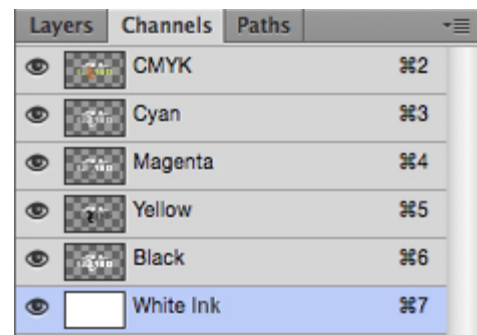 Layers Channels Paths
CMYK ⌘2
Cyan ⌘3
Magenta ⌘4
Yellow ⌘5
Black ⌘6
White Ink ⌘7